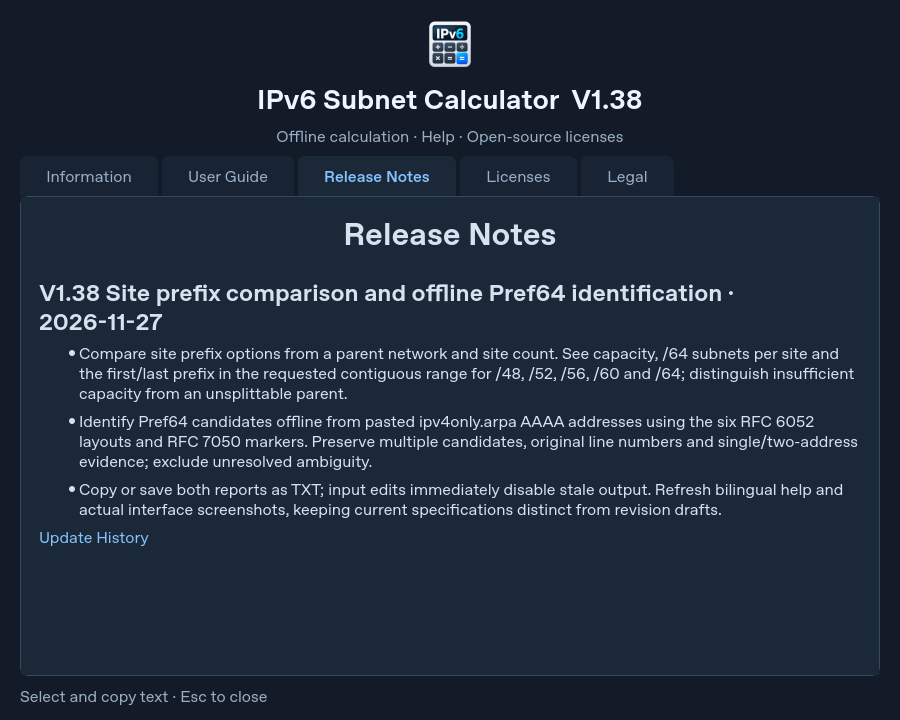 IPv6
IPv6 Subnet Calculator V1.38
Offline calculation · Help · Open-source licenses
Information
User Guide
Release Notes
Licenses
Legal
Release Notes
V1.38 Site prefix comparison and offline Pref64 identification ·
2026-11-27
• Compare site prefix options from a parent network and site count. See capacity, /64 subnets per site and
the first/last prefix in the requested contiguous range for /48, /52, /56, /60 and /64; distinguish insufficient
capacity from an unsplittable parent.
• Identify Pref64 candidates offline from pasted ipv4only.arpa AAAA addresses using the six RFC 6052
layouts and RFC 7050 markers. Preserve multiple candidates, original line numbers and single/two-address
evidence; exclude unresolved ambiguity.
• Copy or save both reports as TXT; input edits immediately disable stale output. Refresh bilingual help and
actual interface screenshots, keeping current specifications distinct from revision drafts.
Update History
Select and copy text · Esc to close